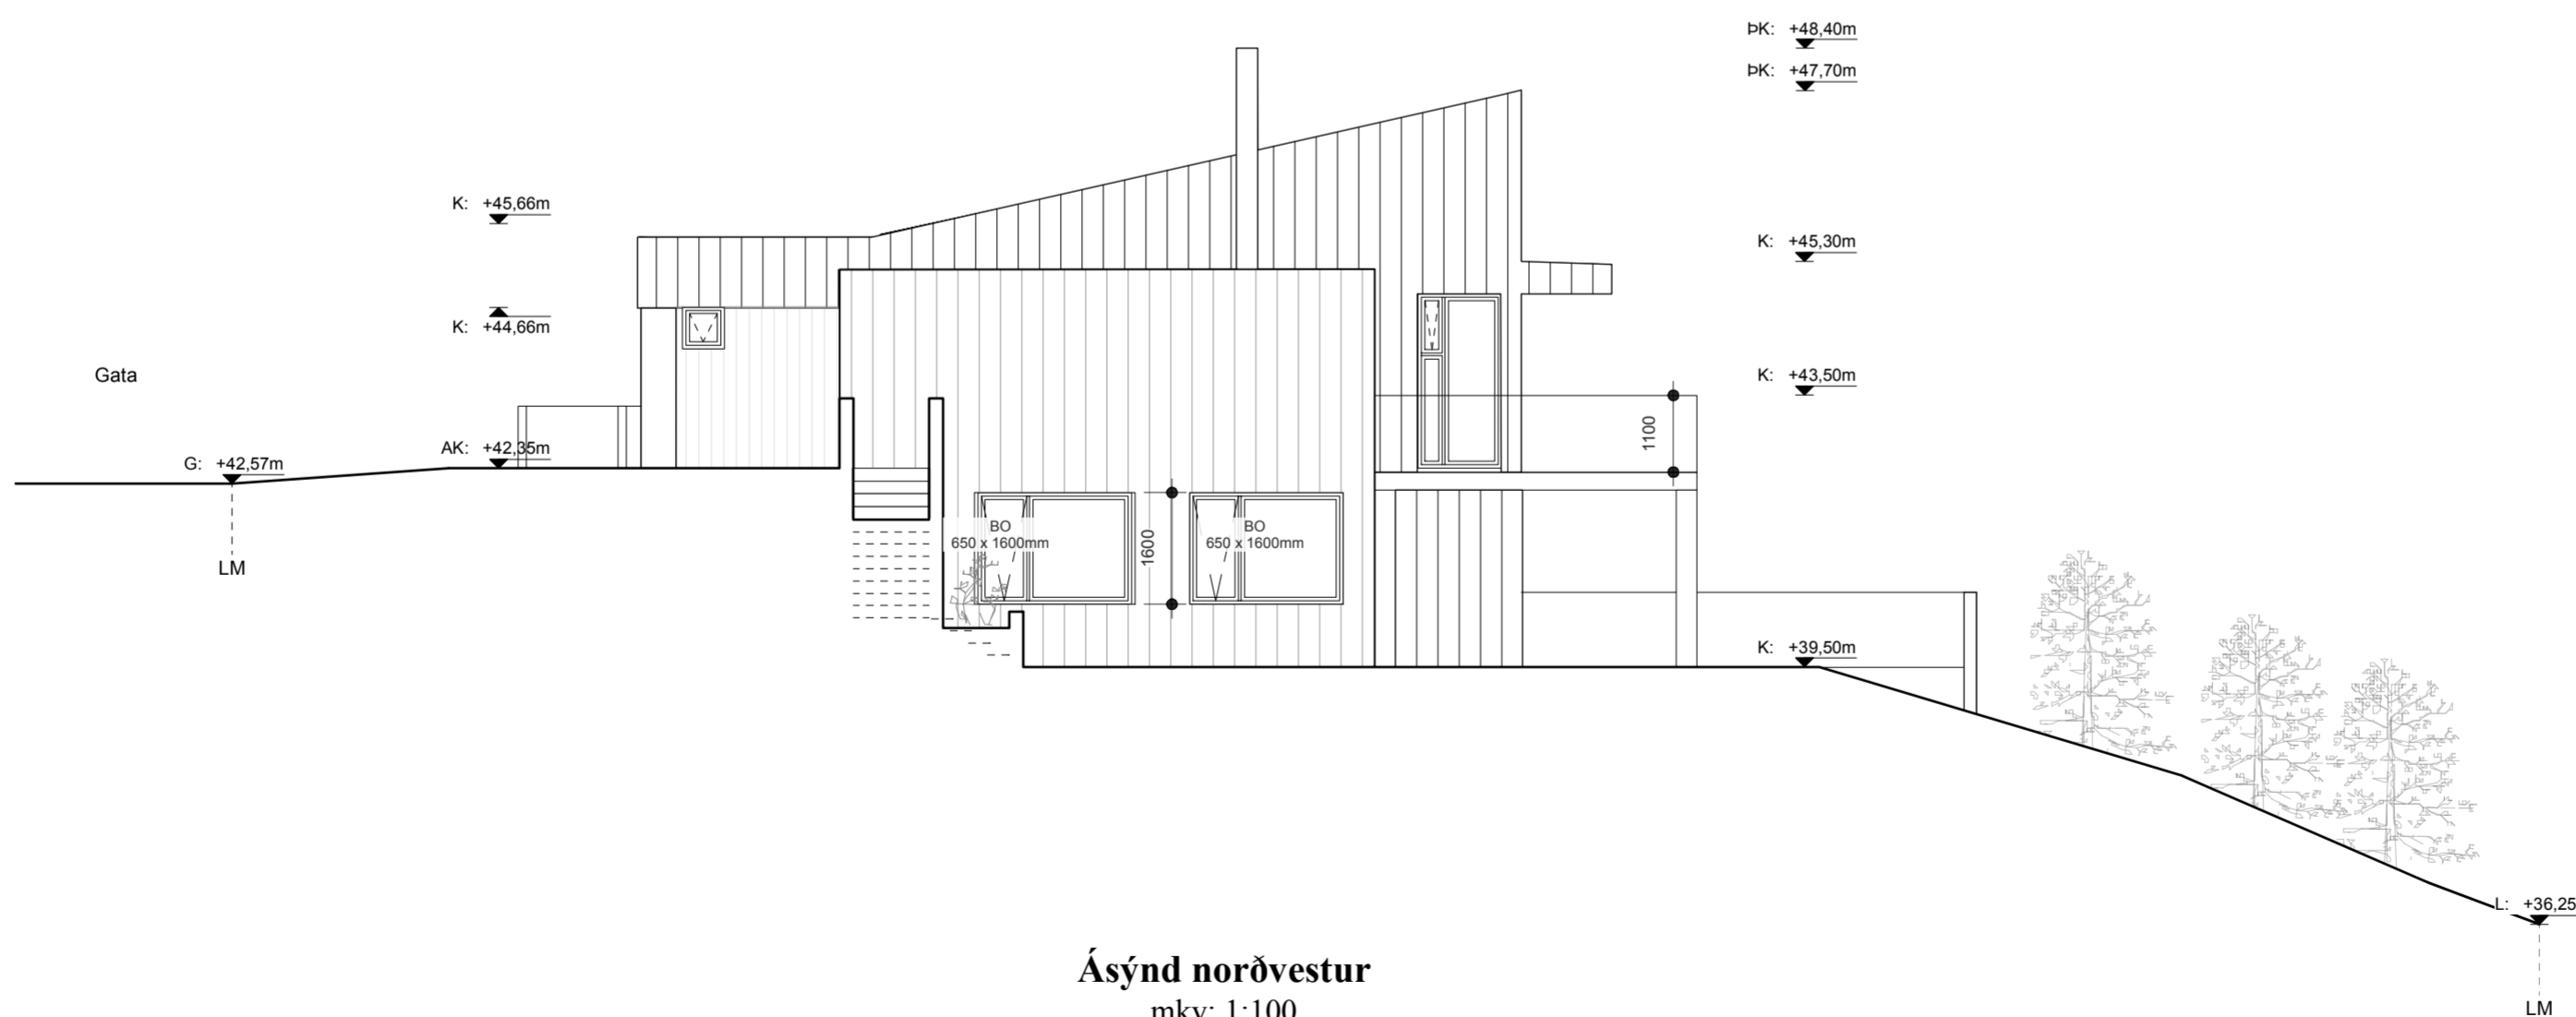 ÞK: +48,40m
ÞK: +47,70m
K: +45,66m
K: +45,30m
K: +44,66m
Gata
K: +43,50m
1100
AK: +42,35m
G: +42,57m
BO
650 x 1600mm
1600
BO
650 x 1600mm
LM
K: +39,50m
L: +36,25
Ásýnd norðvestur
mkv: 1:100
LM